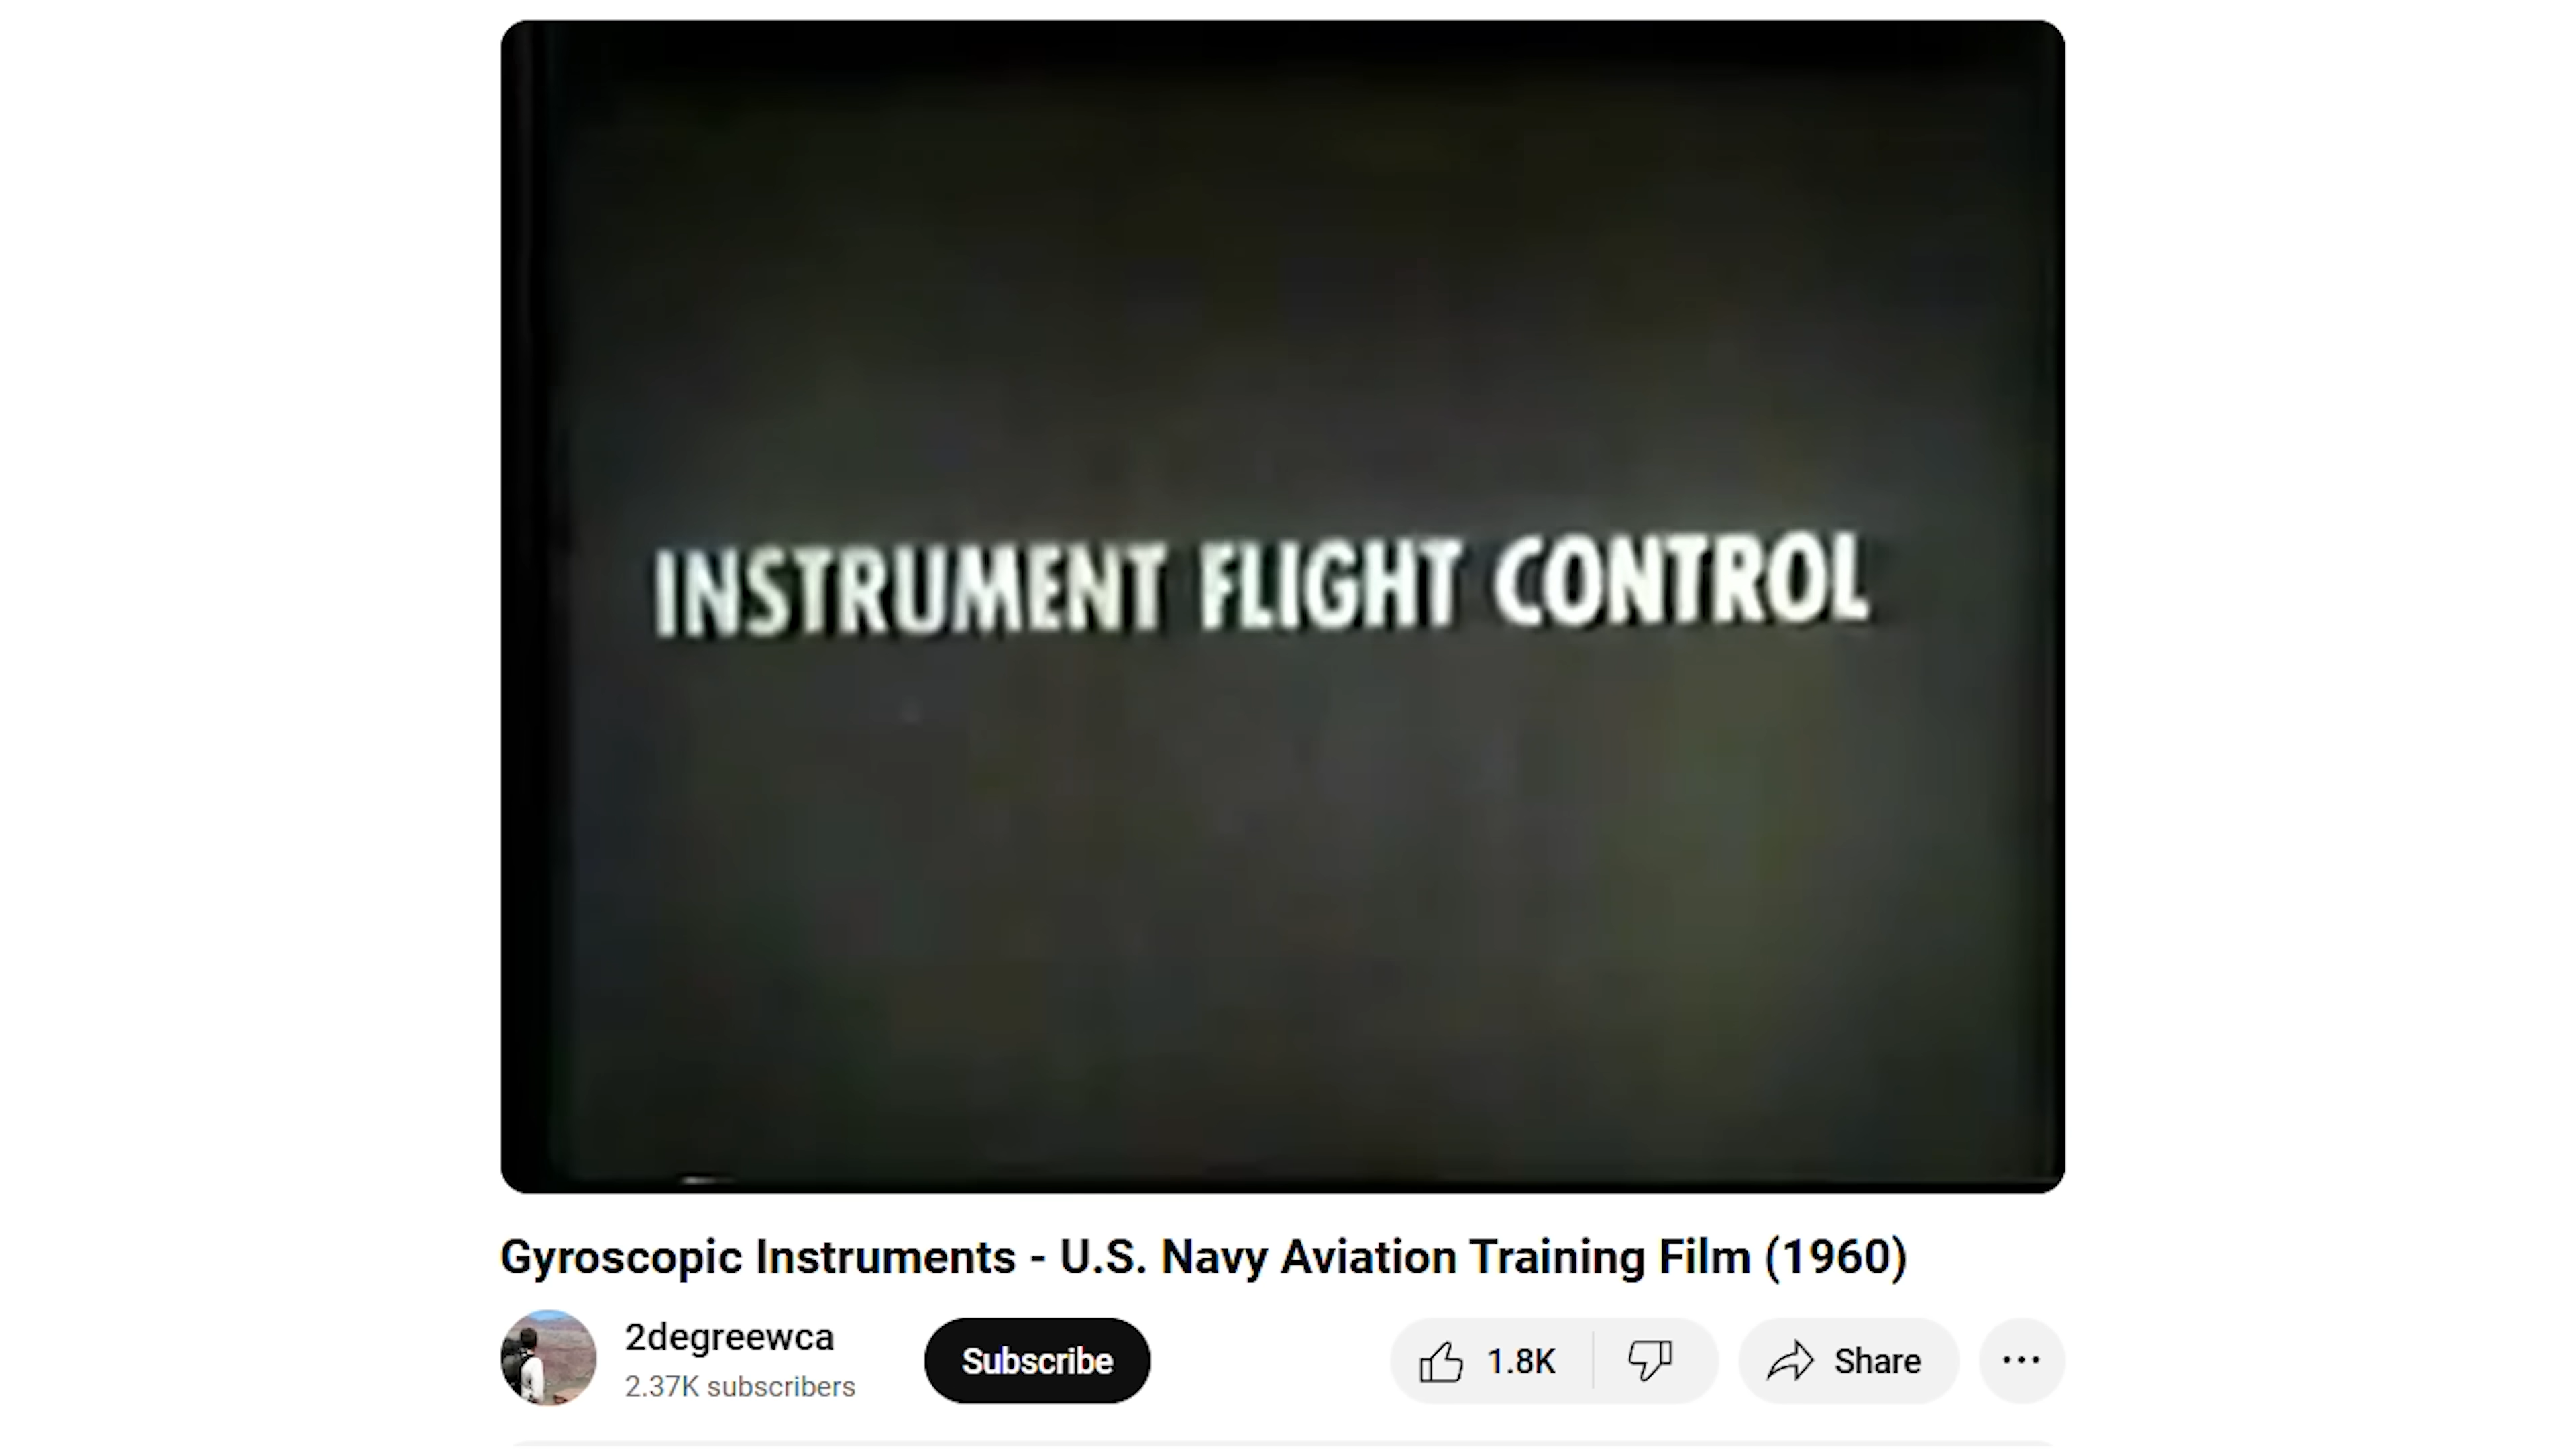 INSTRUMENT FLIGHT CONTROL
Gyroscopic Instruments - U.S. Navy Aviation Training Film (1960)
2degreewca
2.37K subscribers
Subscribe
1.8K
Share